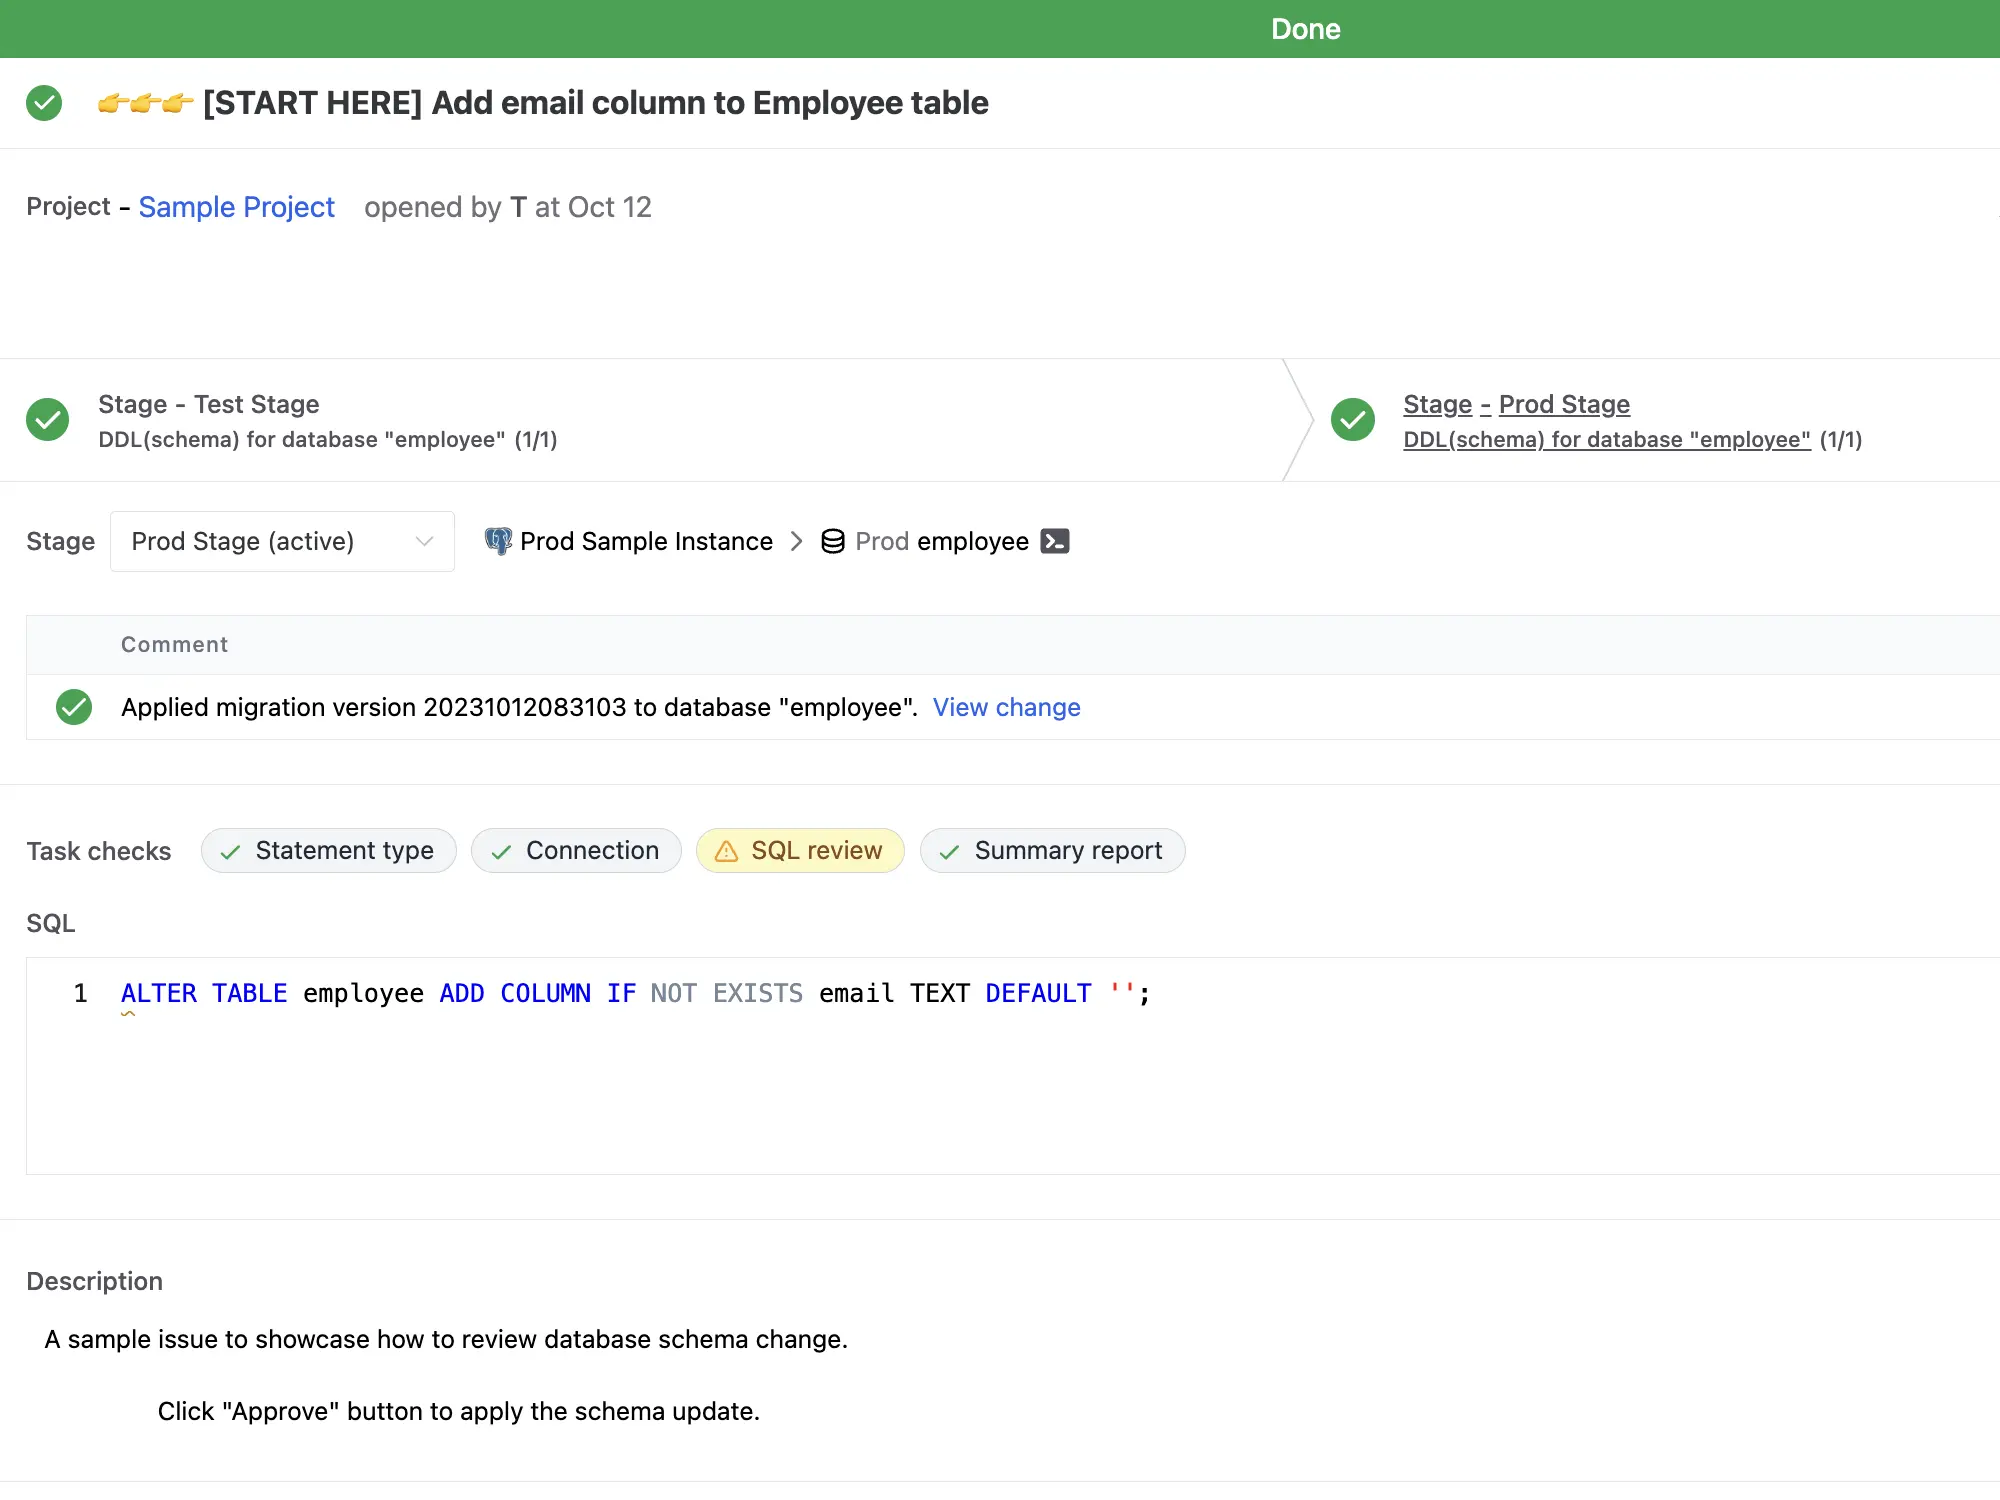 Done
👉👉👉 [START HERE] Add email column to Employee table
Project - Sample Project opened by T at Oct 12
Stage - Test Stage
DDL(schema) for database "employee" (1/1)
Stage - Prod Stage
DDL(schema) for database "employee" (1/1)
Stage Prod Stage (active) Prod Sample Instance > Prod employee
Comment
Applied migration version 20231012083103 to database "employee". View change
Task checks Statement type Connection SQL review Summary report
SQL
1 ALTER TABLE employee ADD COLUMN IF NOT EXISTS email TEXT DEFAULT '';
Description
A sample issue to showcase how to review database schema change.
Click "Approve" button to apply the schema update.